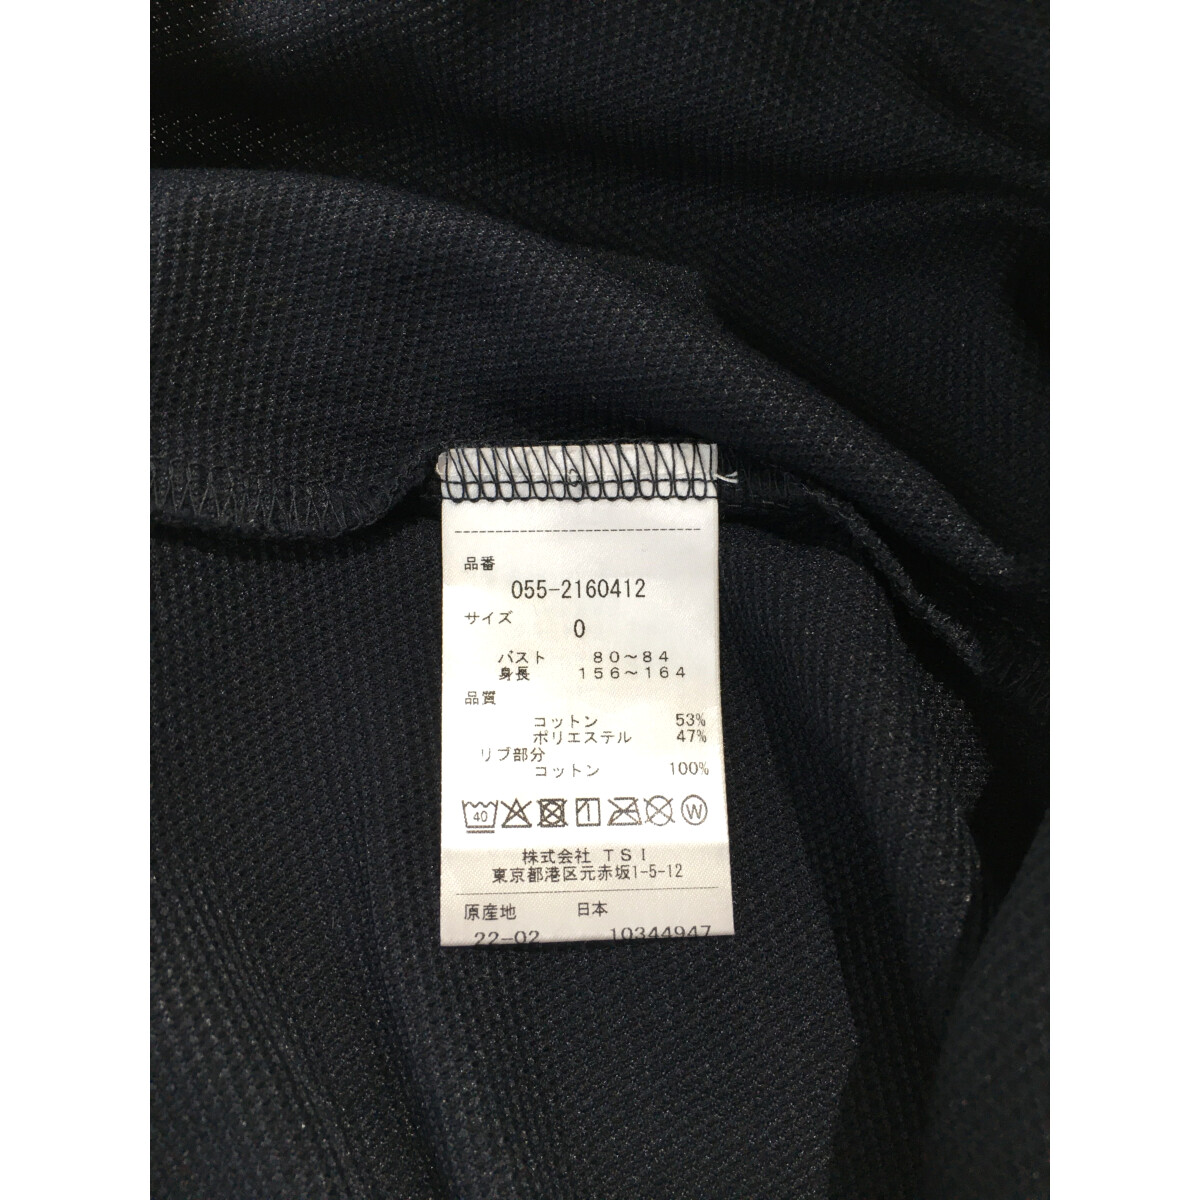 品番
055-2160412
サイズ
0
バスト 80~84
身長 156~164
品質
コットン 53%
ポリエステル 47%
リブ部分
コットン 100%
40 W
株式会社 TSI
東京都港区元赤坂1-5-12
原産地 日本
22-02 10344947